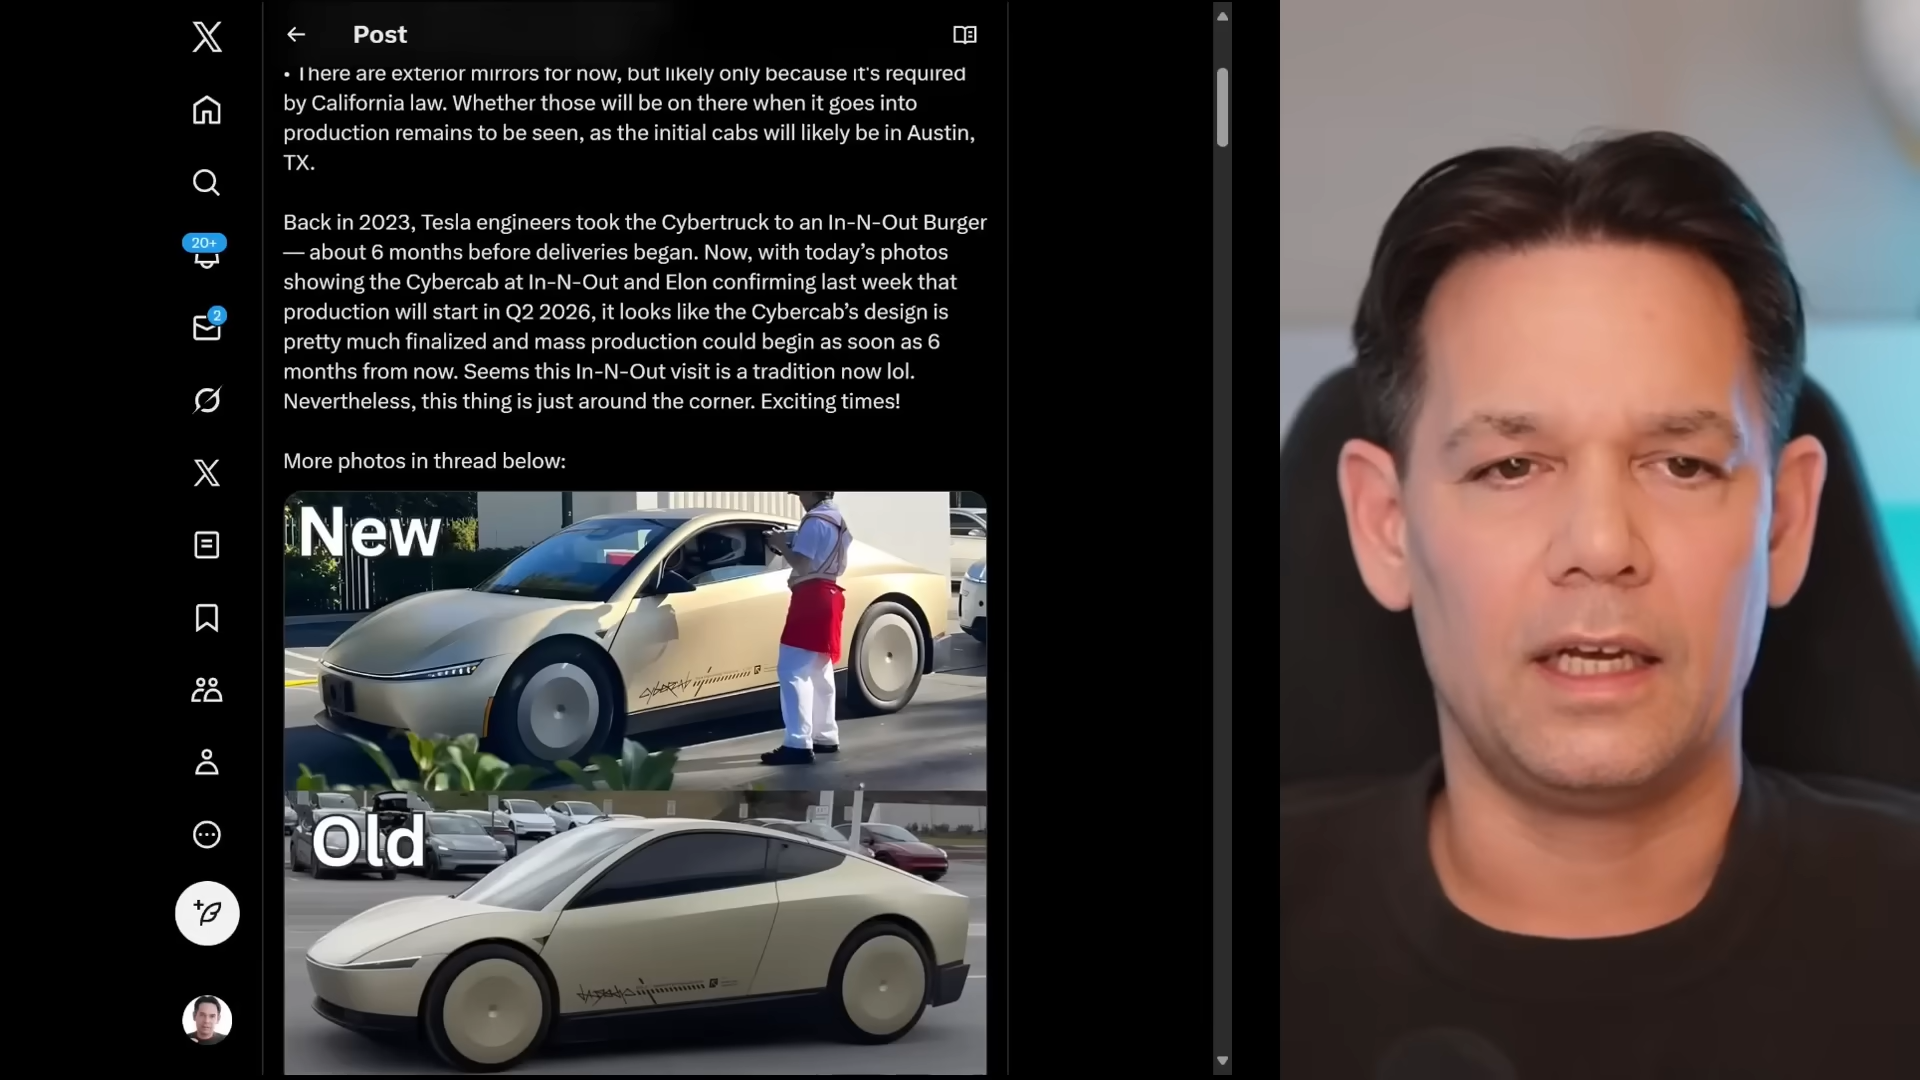 Post
• There are exterior mirrors for now, but likely only because it's required
by California law. Whether those will be on there when it goes into
production remains to be seen, as the initial cabs will likely be in Austin,
TX.
Back in 2023, Tesla engineers took the Cybertruck to an In-N-Out Burger
— about 6 months before deliveries began. Now, with today’s photos
showing the Cybercab at In-N-Out and Elon confirming last week that
production will start in Q2 2026, it looks like the Cybercab’s design is
pretty much finalized and mass production could begin as soon as 6
months from now. Seems this In-N-Out visit is a tradition now lol.
Nevertheless, this thing is just around the corner. Exciting times!
More photos in thread below:
20+
2
New
CYBERCAB
Old